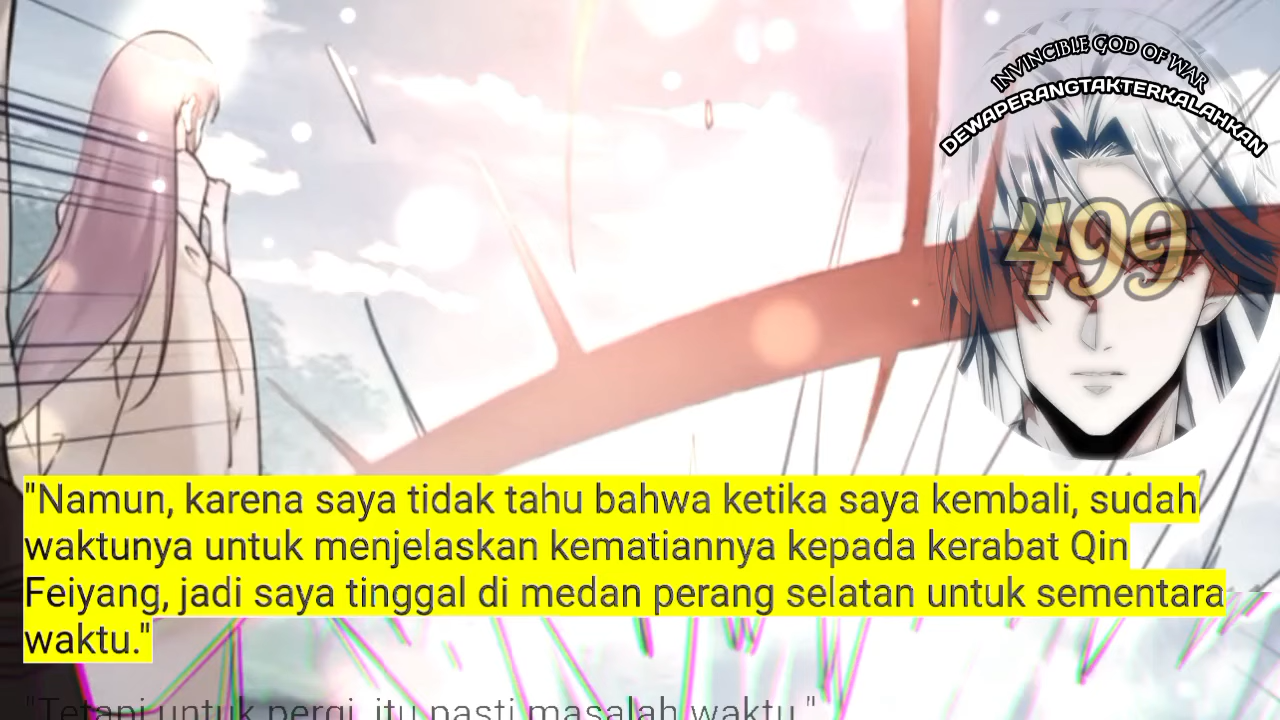 INVINCIBLE GOD OF WAR
DEWAPERANGTAKTERKALAHKAN
499
"Namun, karena saya tidak tahu bahwa ketika saya kembali, sudah
waktunya untuk menjelaskan kematiannya kepada kerabat Qin
Feiyang, jadi saya tinggal di medan perang selatan untuk sementara
waktu."
"Tetapi untuk pergi, itu pasti masalah waktu."